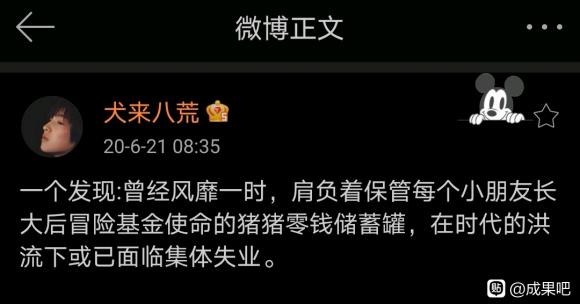 微博正文
犬来八荒
20-6-21 08:35
一个发现:曾经风靡一时，肩负着保管每个小朋友长
大后冒险基金使命的猪猪零钱储蓄罐，在时代的洪
流下或已面临集体失业。
贴 @成果吧